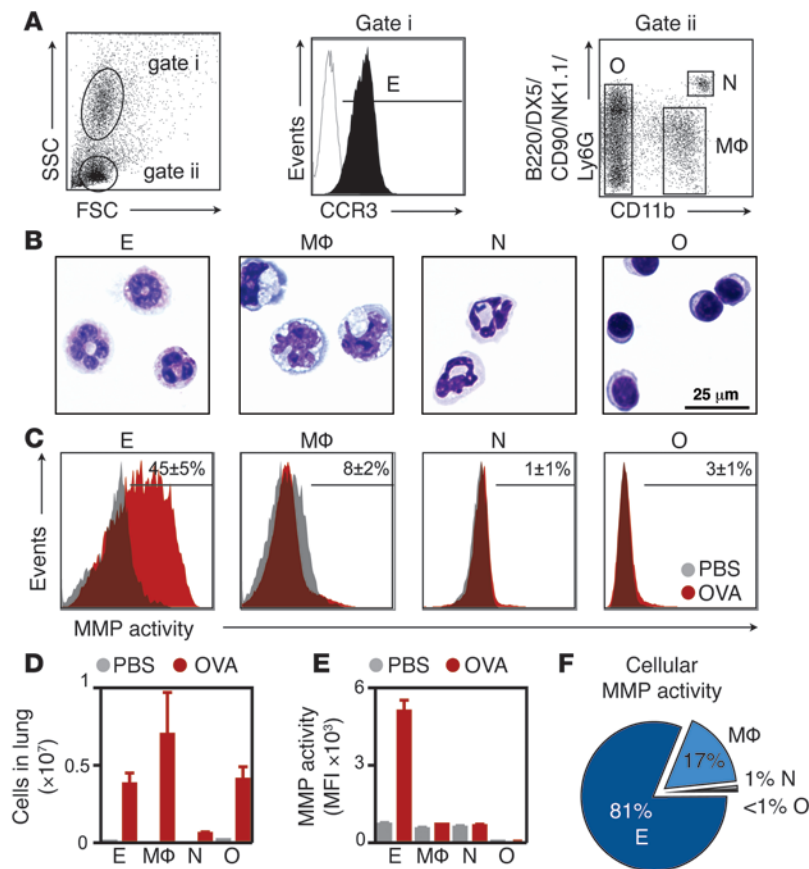 A
Gate i
Gate ii
SSC
gate i
gate ii
FSC
Events
E
CCR3
B220/DX5/
CD90/NK1.1/
Ly6G
O
N
MΦ
CD11b
B
E
MΦ
N
O
25 μm
C
E
MΦ
N
O
Events
45±5%
8±2%
1±1%
3±1%
PBS
OVA
MMP activity
D
PBS
OVA
Cells in lung
(×10⁷)
1
0.5
0
E
MΦ
N
O
E
PBS
OVA
MMP activity
(MFI ×10³)
6
3
0
E
MΦ
N
O
F
Cellular
MMP activity
MΦ
17%
1% N
<1% O
81%
E